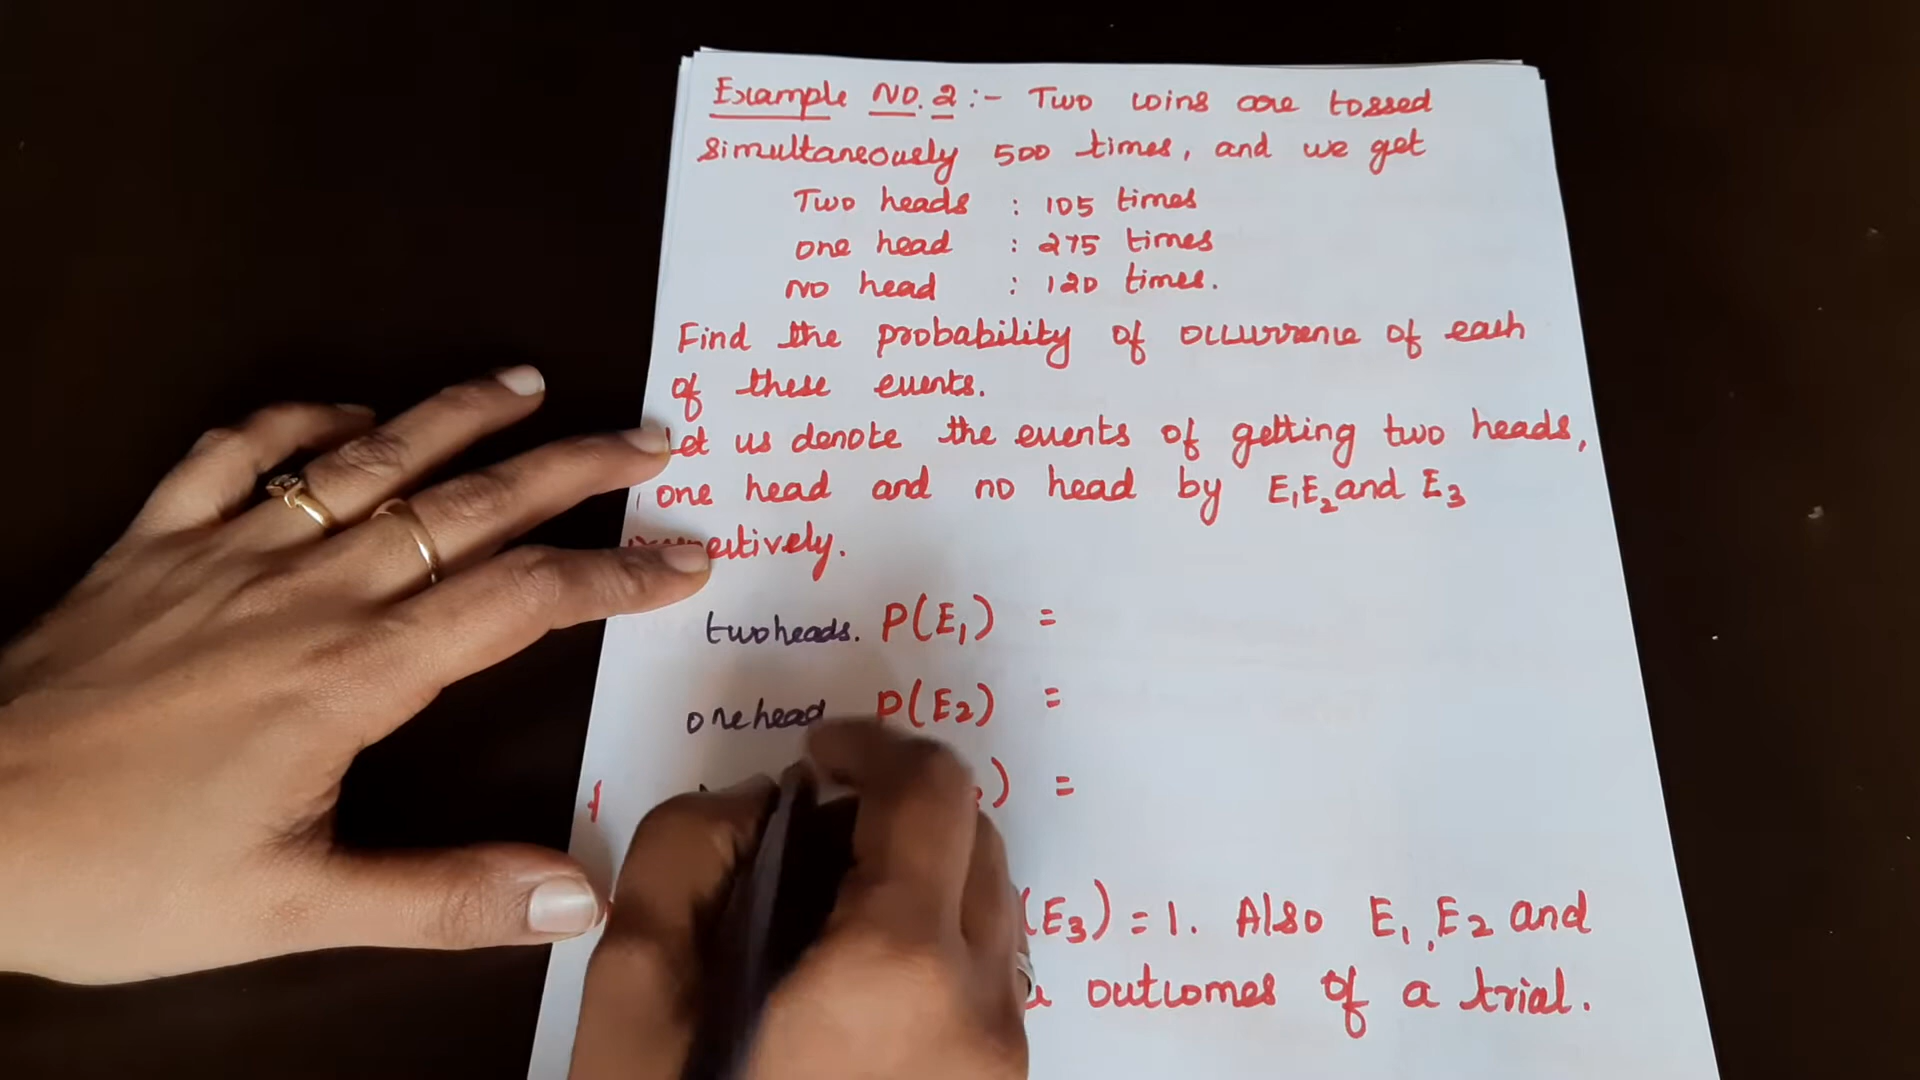 Example No. 2 :- Two coins are tossed
simultaneously 500 times, and we get
Two heads : 105 times
one head : 275 times
No head : 120 times.
Find the probability of occurrence of each
of these events.
Let us denote the events of getting two heads,
one head and no head by E1, E2 and E3
respectively.
twoheads. P(E1) =
onehead P(E2) =
) =
(E3) = 1. Also E1, E2 and
outcomes of a trial.